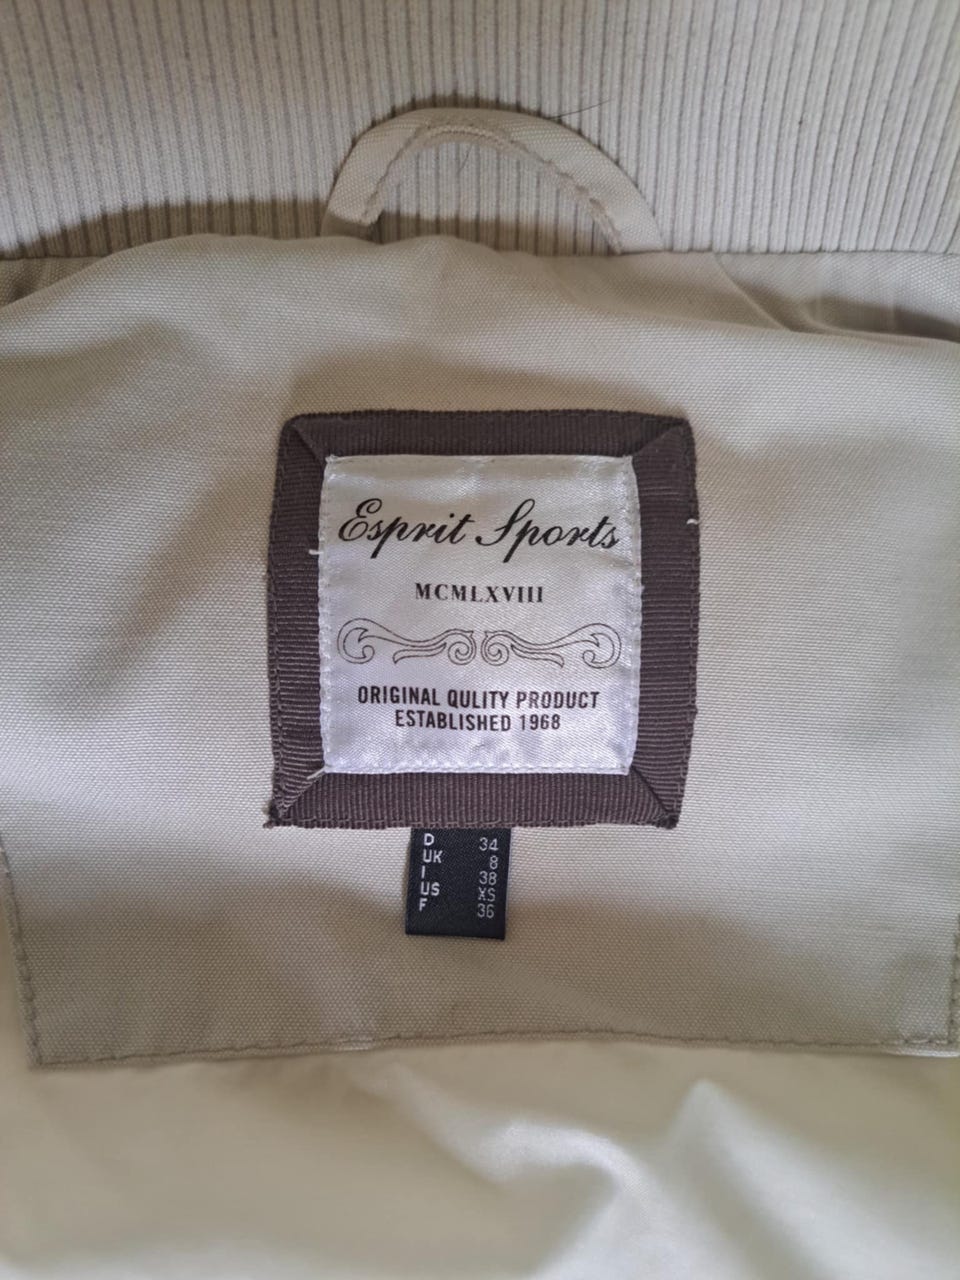 Esprit Sports
MCMLXVIII
ORIGINAL QULITY PRODUCT
ESTABLISHED 1968
D 34
UK 8
I 38
US XS
F 36